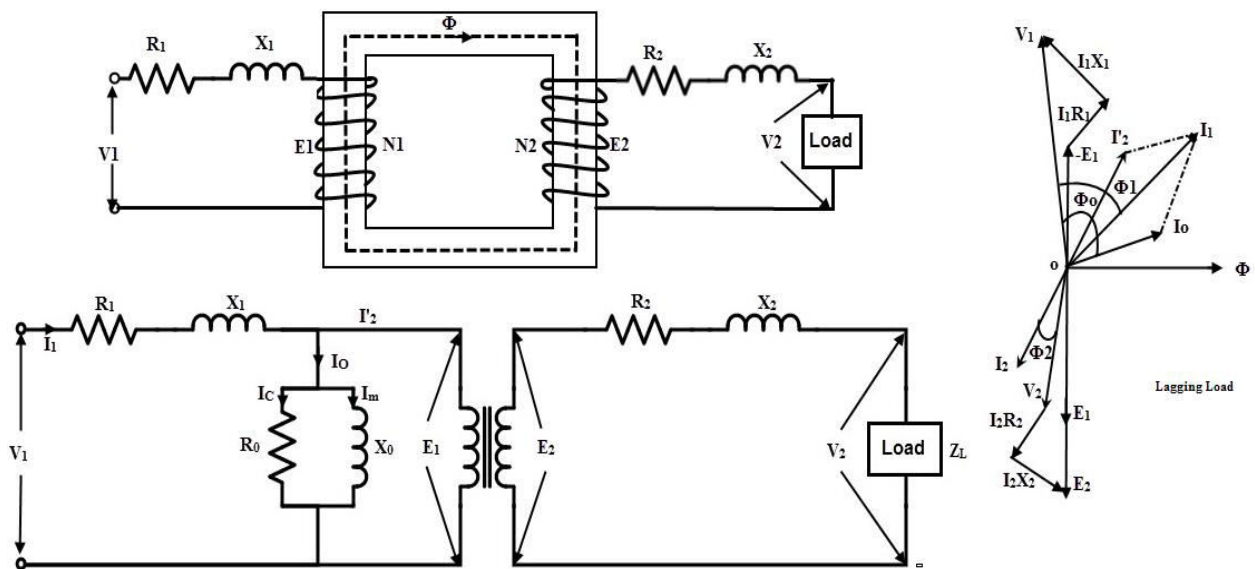 Φ
R1
X1
R2
X2
V1
E1
N1
N2
E2
V2
Load
R1
X1
I'2
R2
X2
I1
IO
IC
Im
V1
R0
X0
E1
E2
V2
Load
ZL
V1
I1X1
I1R1
-E1
I'2
I1
Φ1
Φo
Io
o
Φ
I2
Φ2
V2
E1
Lagging Load
I2R2
I2X2
E2